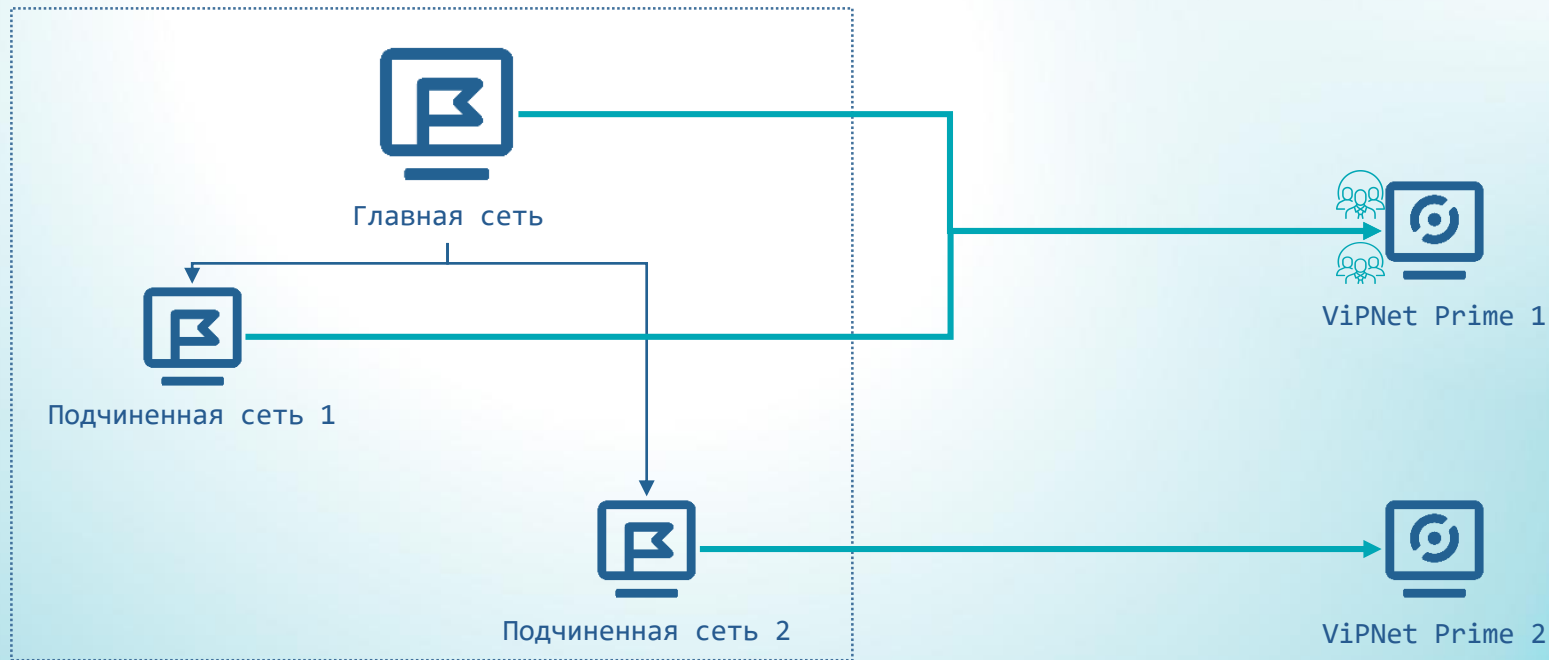 Главная сеть
ViPNet Prime 1
Подчиненная сеть 1
Подчиненная сеть 2
ViPNet Prime 2